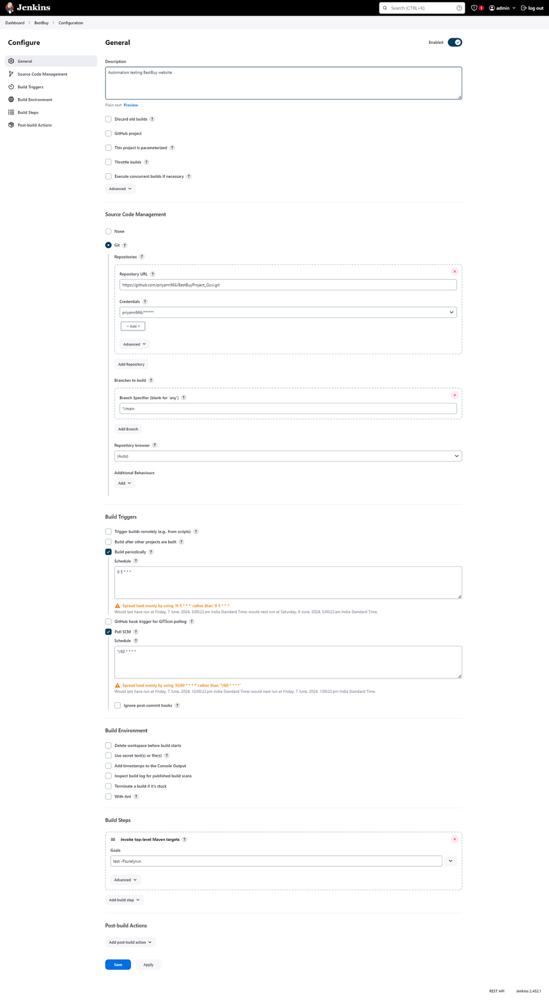 Jenkins
Search (CTRL+K)
?
1
admin
log out
Dashboard
BestBuy
Configuration
Configure
General
Source Code Management
Build Triggers
Build Environment
Build Steps
Post-build Actions
General
Enabled
Description
Automation testing BestBuy website
Plain text Preview
Discard old builds ?
GitHub project
This project is parameterized ?
Throttle builds ?
Execute concurrent builds if necessary ?
Advanced
Source Code Management
None
Git ?
Repositories ?
Repository URL ?
https://github.com/priyann966/BestBuyProject_Guvi.git
Credentials ?
priyann966/******
+ Add
Advanced
Add Repository
Branches to build ?
Branch Specifier (blank for 'any') ?
*/main
Add Branch
Repository browser ?
(Auto)
Additional Behaviours
Add
Build Triggers
Trigger builds remotely (e.g., from scripts) ?
Build after other projects are built ?
Build periodically ?
Schedule ?
0 5 * * *
Spread load evenly by using 'H 5 * * *' rather than '0 5 * * *'
Would last have run at Friday, 7 June, 2024, 5:00:22 am India Standard Time; would next run at Saturday, 8 June, 2024, 5:00:22 am India Standard Time.
GitHub hook trigger for GITScm polling ?
Poll SCM ?
Schedule ?
*/60 * * * *
Spread load evenly by using 'H/60 * * * *' rather than '*/60 * * * *'
Would last have run at Friday, 7 June, 2024, 12:00:22 pm India Standard Time; would next run at Friday, 7 June, 2024, 1:00:22 pm India Standard Time.
Ignore post-commit hooks ?
Build Environment
Delete workspace before build starts
Use secret text(s) or file(s) ?
Add timestamps to the Console Output
Inspect build log for published build scans
Terminate a build if it's stuck
With Ant ?
Build Steps
Invoke top-level Maven targets ?
Goals
test -Psurelyrun
Advanced
Add build step
Post-build Actions
Add post-build action
Save
Apply
REST API
Jenkins 2.452.1